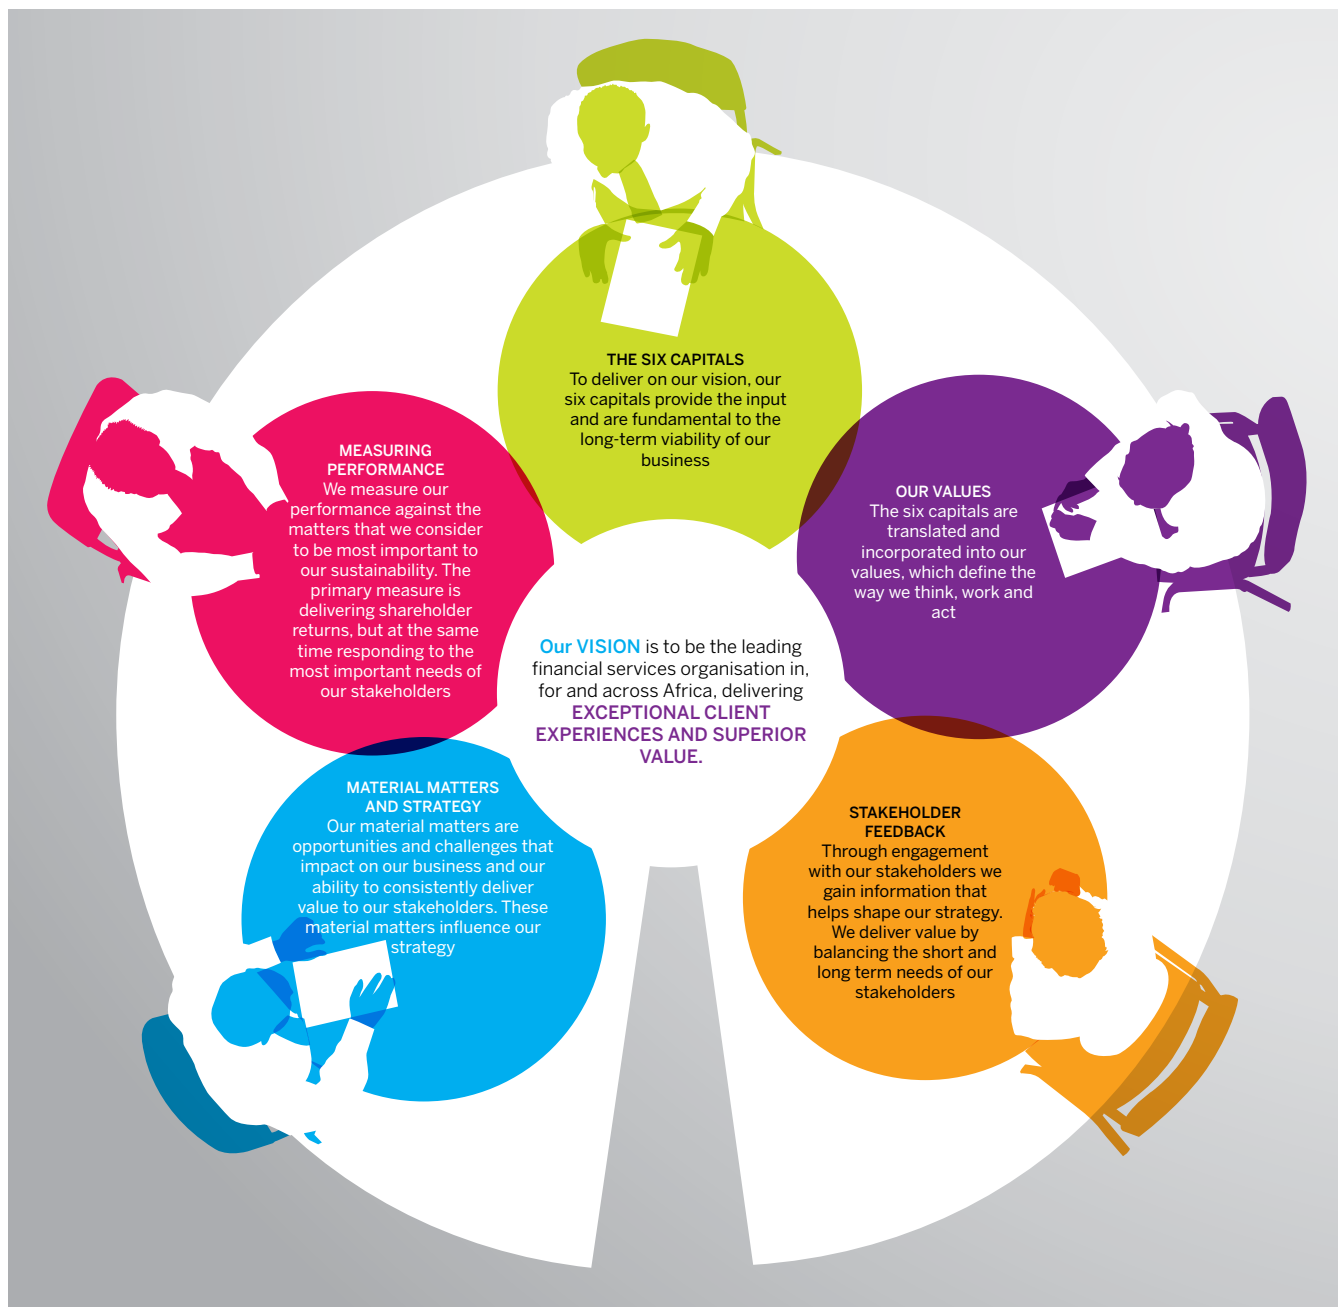 THE SIX CAPITALS
To deliver on our vision, our
six capitals provide the input
and are fundamental to the
long-term viability of our
business
OUR VALUES
The six capitals are
translated and
incorporated into our
values, which define the
way we think, work and
act
STAKEHOLDER
FEEDBACK
Through engagement
with our stakeholders we
gain information that
helps shape our strategy.
We deliver value by
balancing the short and
long term needs of our
stakeholders
MATERIAL MATTERS
AND STRATEGY
Our material matters are
opportunities and challenges that
impact on our business and our
ability to consistently deliver
value to our stakeholders. These
material matters influence our
strategy
MEASURING
PERFORMANCE
We measure our
performance against the
matters that we consider
to be most important to
our sustainability. The
primary measure is
delivering shareholder
returns, but at the same
time responding to the
most important needs of
our stakeholders
Our VISION is to be the leading
financial services organisation in,
for and across Africa, delivering
EXCEPTIONAL CLIENT
EXPERIENCES AND SUPERIOR
VALUE.